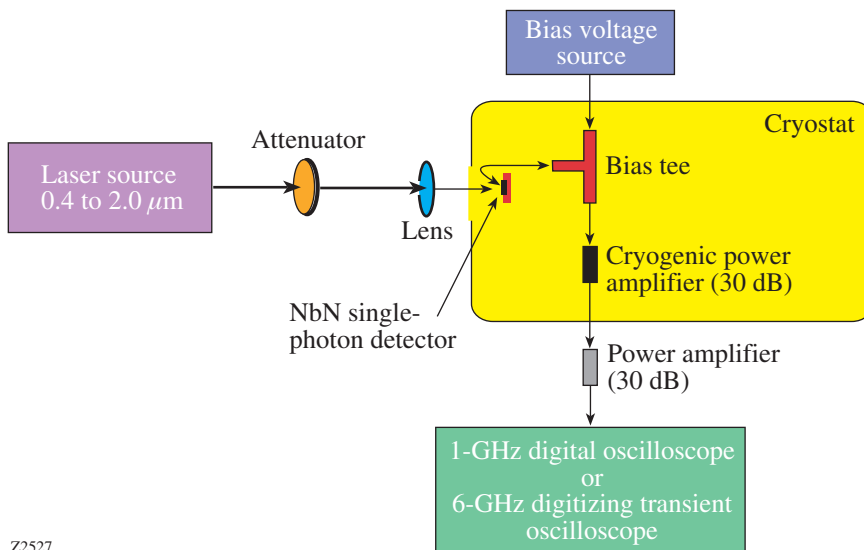 Bias voltage
source
Cryostat
Attenuator
Laser source
0.4 to 2.0 μm
Bias tee
Lens
Cryogenic power
amplifier (30 dB)
NbN single-
photon detector
Power amplifier
(30 dB)
1-GHz digital oscilloscope
or
6-GHz digitizing transient
oscilloscope
Z2527